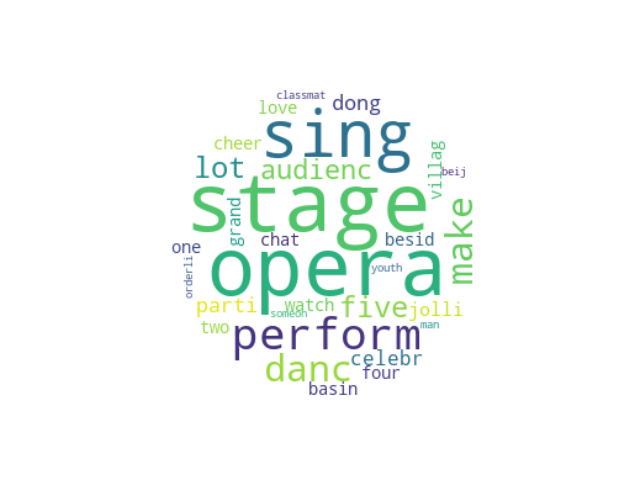 classmat
love dong
sing
cheer
lot audienc
villag
beij
stage
grand
make
one chat besid
opera
youth
orderli
parti watch five jolli
someon
two perform man
danc celebr
four
basin